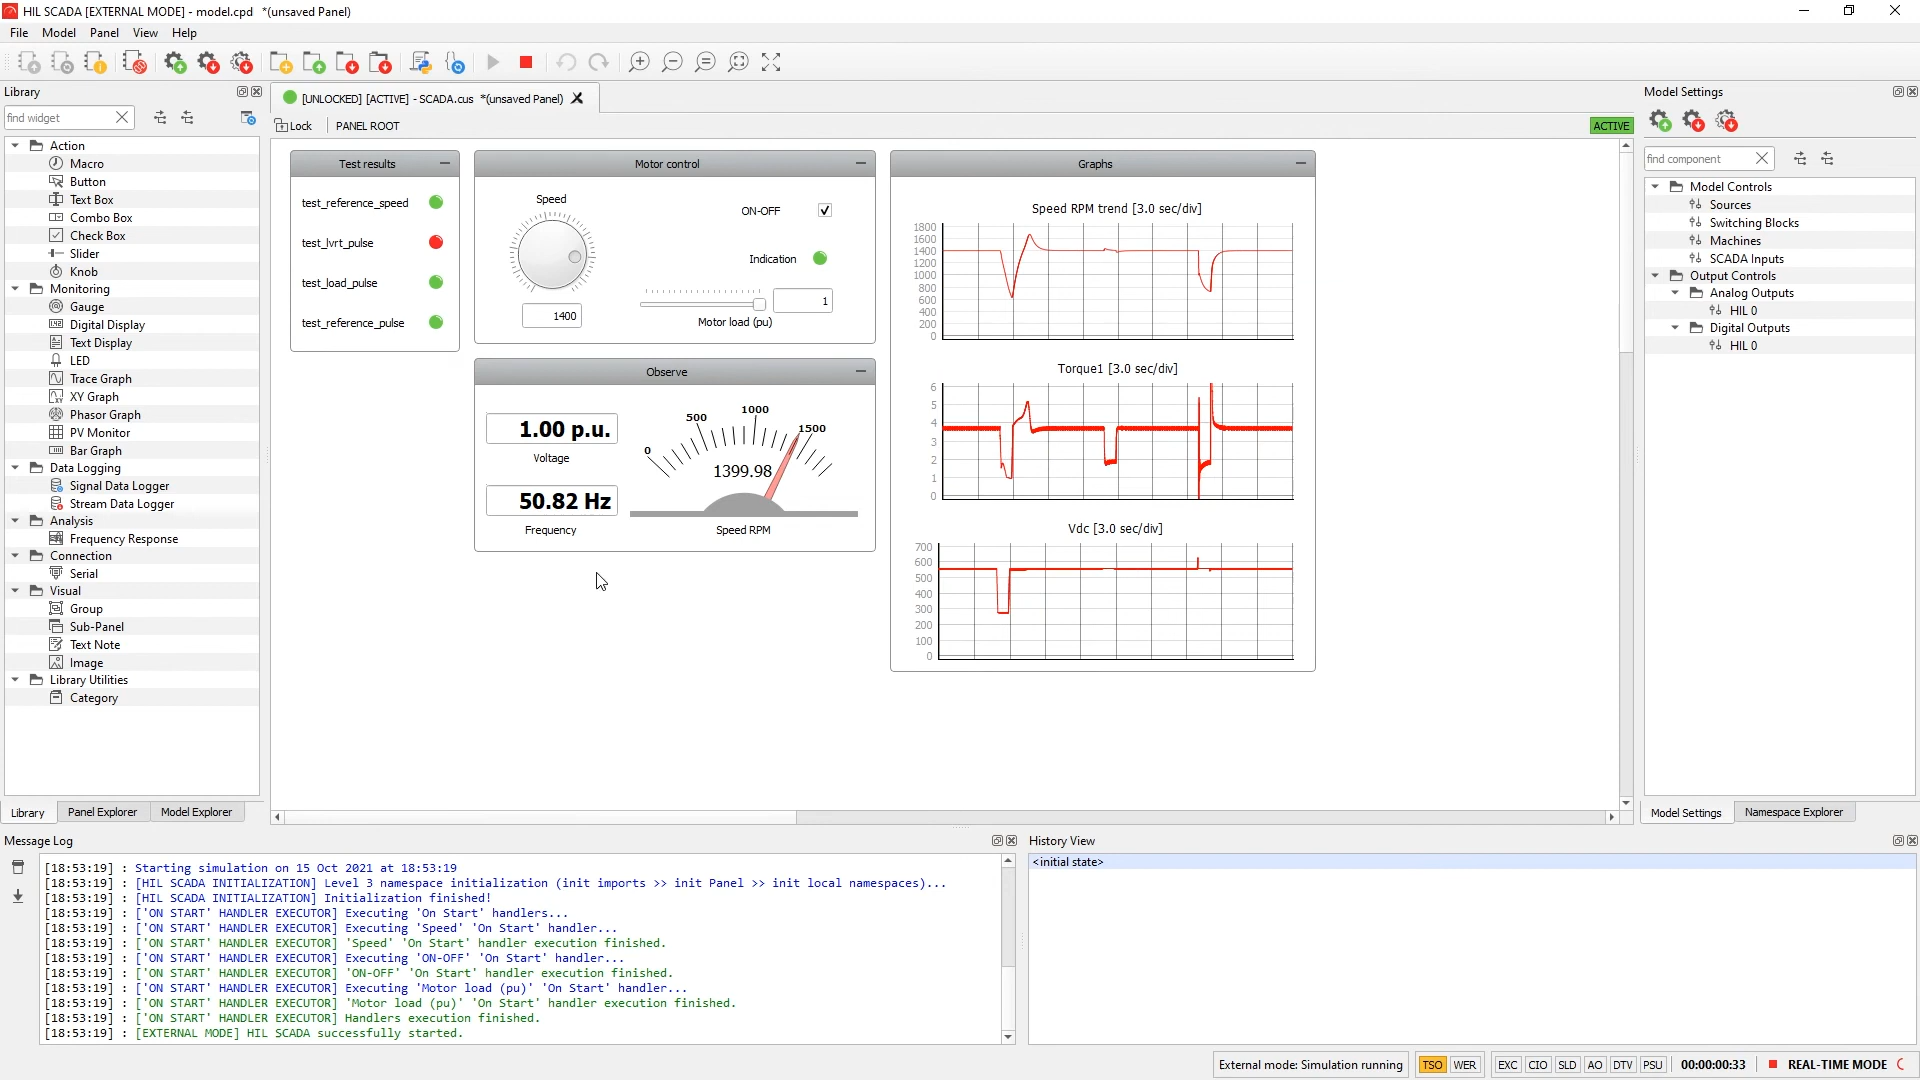 HIL SCADA [EXTERNAL MODE] - model.cpd   *(unsaved Panel)
File Model Panel View Help
Library
find widget
Action
Macro
Button
Text Box
Combo Box
Check Box
Slider
Knob
Monitoring
Gauge
Digital Display
Text Display
LED
Trace Graph
XY Graph
Phasor Graph
PV Monitor
Bar Graph
Data Logging
Signal Data Logger
Stream Data Logger
Analysis
Frequency Response
Connection
Serial
Visual
Group
Sub-Panel
Text Note
Image
Library Utilities
Category
Library Panel Explorer Model Explorer
[UNLOCKED] [ACTIVE] - SCADA.cus   *(unsaved Panel)
Lock PANEL ROOT ACTIVE
Test results
test_reference_speed
test_lvrt_pulse
test_load_pulse
test_reference_pulse
Motor control
Speed
1400
ON-OFF
Indication
1
Motor load (pu)
Observe
1.00 p.u.
Voltage
50.82 Hz
Frequency
0
500
1000
1500
1399.98
Speed RPM
Graphs
Speed RPM trend [3.0 sec/div]
1800
1600
1400
1200
1000
800
600
400
200
0
Torque1 [3.0 sec/div]
6
5
4
3
2
1
0
Vdc [3.0 sec/div]
700
600
500
400
300
200
100
0
Model Settings
find component
Model Controls
Sources
Switching Blocks
Machines
SCADA Inputs
Output Controls
Analog Outputs
HIL 0
Digital Outputs
HIL 0
Model Settings Namespace Explorer
Message Log
[18:53:19] : Starting simulation on 15 Oct 2021 at 18:53:19
[18:53:19] : [HIL SCADA INITIALIZATION] Level 3 namespace initialization (init imports >> init Panel >> init local namespaces)...
[18:53:19] : [HIL SCADA INITIALIZATION] Initialization finished!
[18:53:19] : ['ON START' HANDLER EXECUTOR] Executing 'On Start' handlers...
[18:53:19] : ['ON START' HANDLER EXECUTOR] Executing 'Speed' 'On Start' handler...
[18:53:19] : ['ON START' HANDLER EXECUTOR] 'Speed' 'On Start' handler execution finished.
[18:53:19] : ['ON START' HANDLER EXECUTOR] Executing 'ON-OFF' 'On Start' handler...
[18:53:19] : ['ON START' HANDLER EXECUTOR] 'ON-OFF' 'On Start' handler execution finished.
[18:53:19] : ['ON START' HANDLER EXECUTOR] Executing 'Motor load (pu)' 'On Start' handler...
[18:53:19] : ['ON START' HANDLER EXECUTOR] 'Motor load (pu)' 'On Start' handler execution finished.
[18:53:19] : ['ON START' HANDLER EXECUTOR] Handlers execution finished.
[18:53:19] : [EXTERNAL MODE] HIL SCADA successfully started.
History View
<initial state>
External mode: Simulation running TSO WER EXC CIO SLD AO DTV PSU 00:00:00:33 REAL-TIME MODE